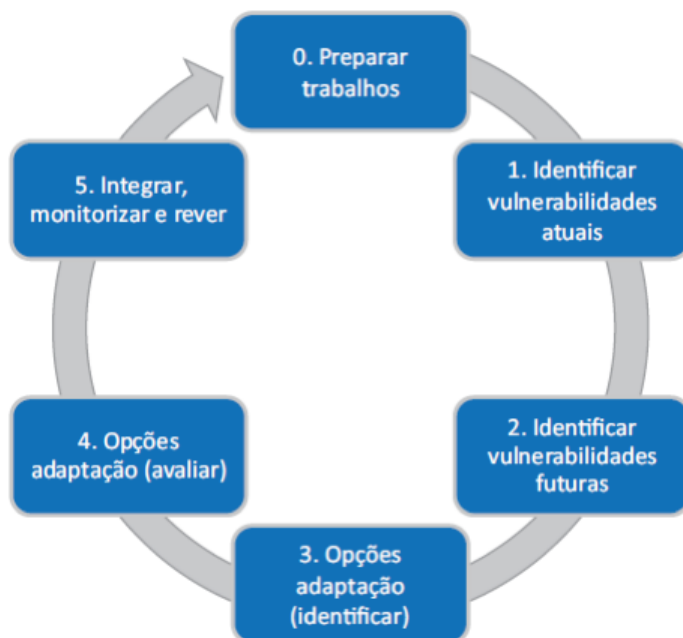 0. Preparar
trabalhos
1. Identificar
vulnerabilidades
atuais
2. Identificar
vulnerabilidades
futuras
3. Opções
adaptação
(identificar)
4. Opções
adaptação (avaliar)
5. Integrar,
monitorizar e rever